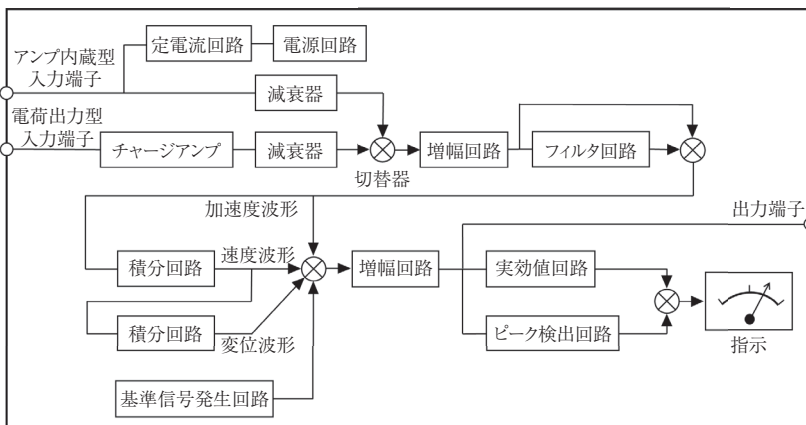 定電流回路
電源回路
アンプ内蔵型
入力端子
減衰器
電荷出力型
入力端子
チャージアンプ
減衰器
切替器
増幅回路
フィルタ回路
加速度波形
出力端子
積分回路
速度波形
増幅回路
実効値回路
積分回路
変位波形
ピーク検出回路
指示
基準信号発生回路